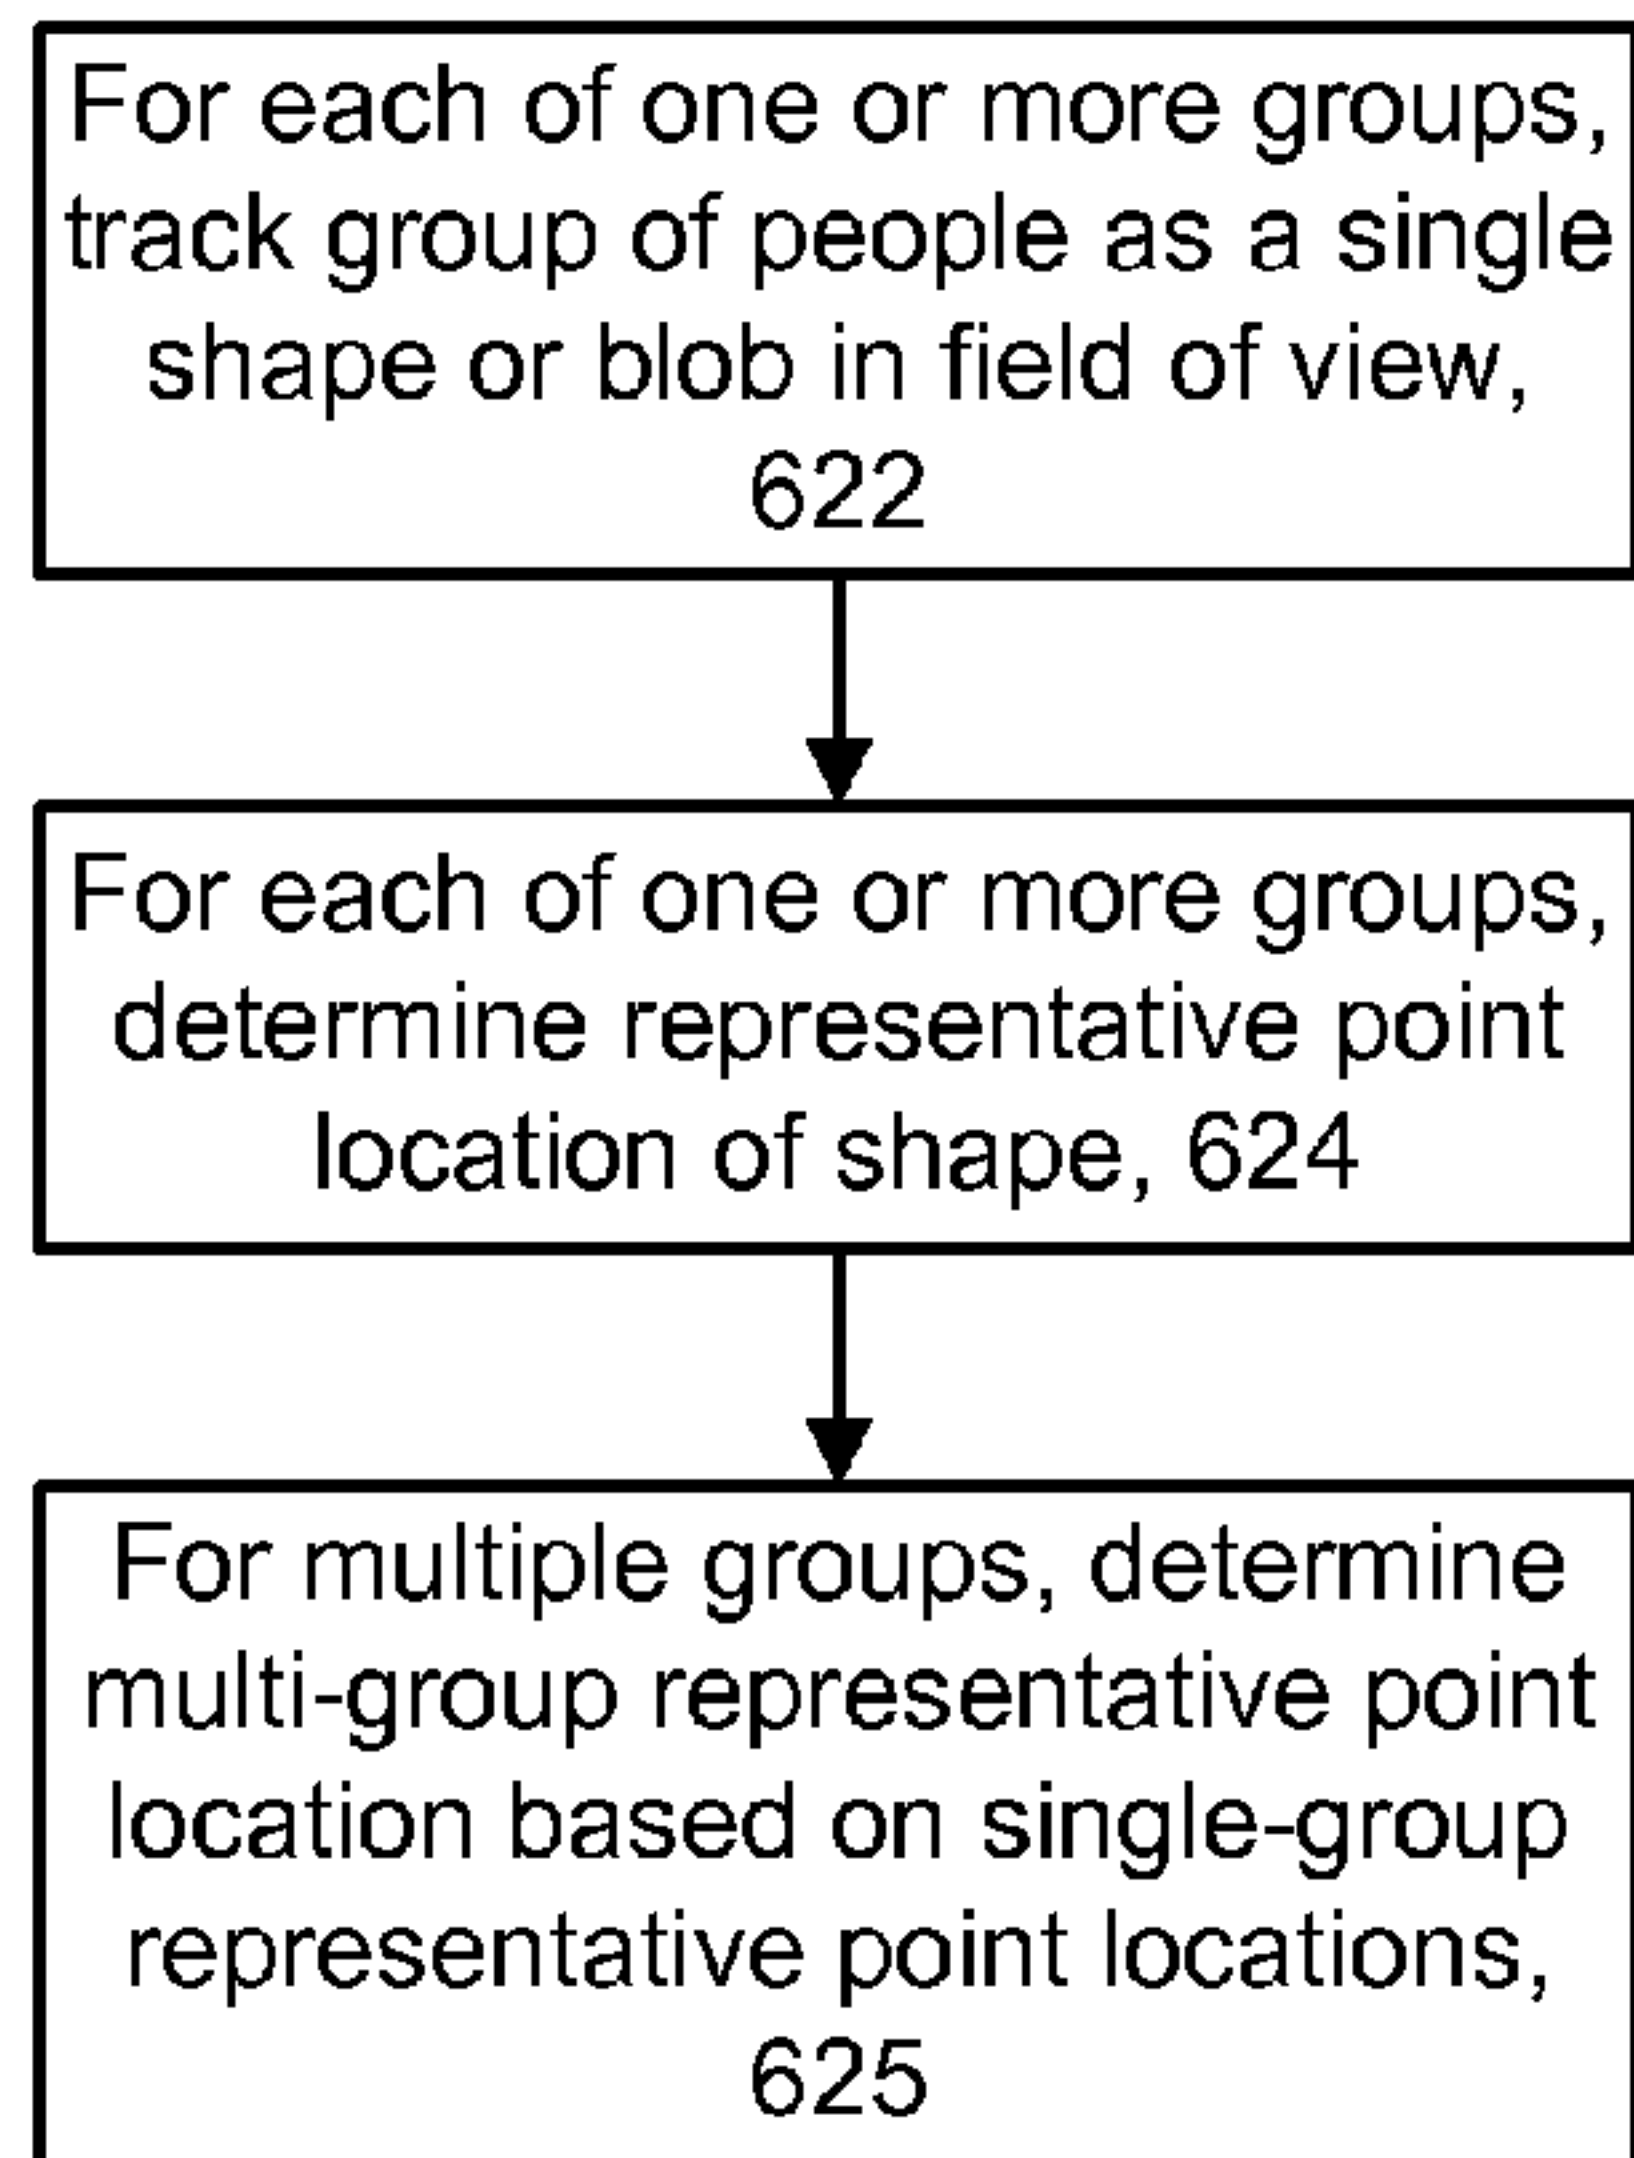 For each of one or more groups,
track group of people as a single
shape or blob in field of view,
622
For each of one or more groups,
determine representative point
location of shape, 624
For multiple groups, determine
multi-group representative point
location based on single-group
representative point locations,
625